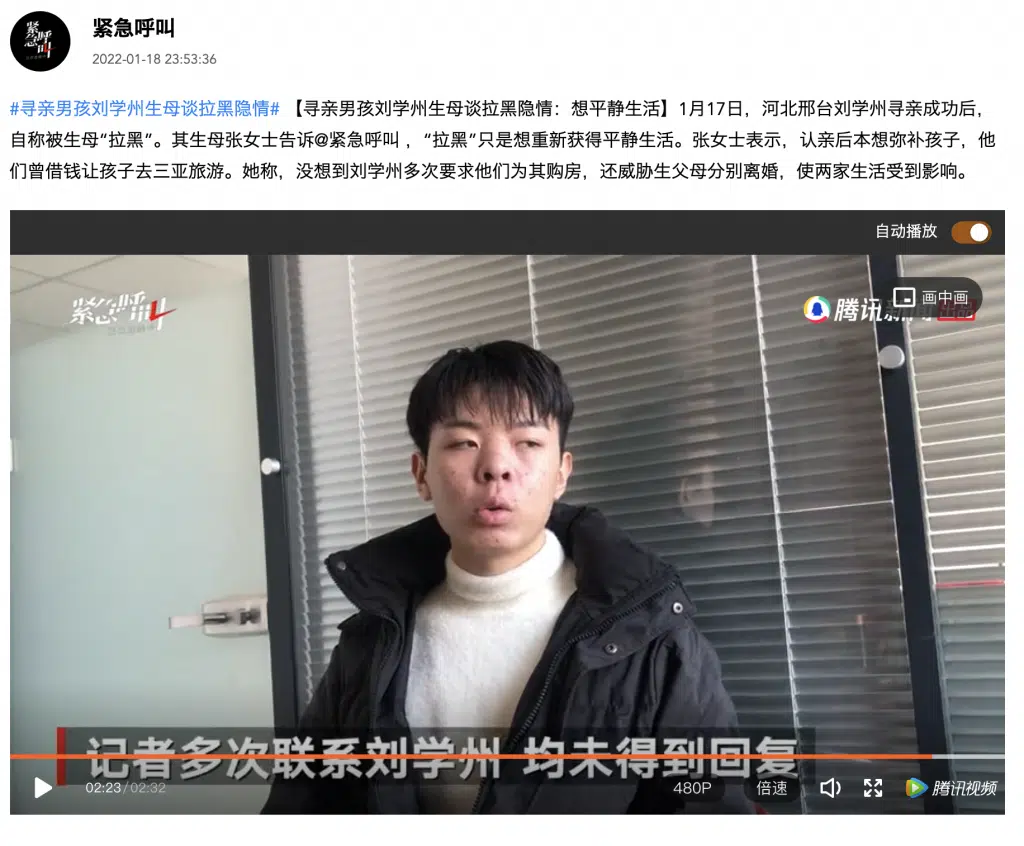 紧急呼叫
紧急呼叫
2022-01-18 23:53:36
#寻亲男孩刘学州生母谈拉黑隐情# 【寻亲男孩刘学州生母谈拉黑隐情：想平静生活】1月17日，河北邢台刘学州寻亲成功后，
自称被生母“拉黑”。其生母张女士告诉@紧急呼叫 ，“拉黑”只是想重新获得平静生活。张女士表示，认亲后本想弥补孩子，他
们曾借钱让孩子去三亚旅游。她称，没想到刘学州多次要求他们为其购房，还威胁生父母分别离婚，使两家生活受到影响。
自动播放
画中画
紧急呼叫
腾讯新闻 出品
记者多次联系刘学州 均未得到回复
02:23/02:32
480P
倍速
腾讯视频